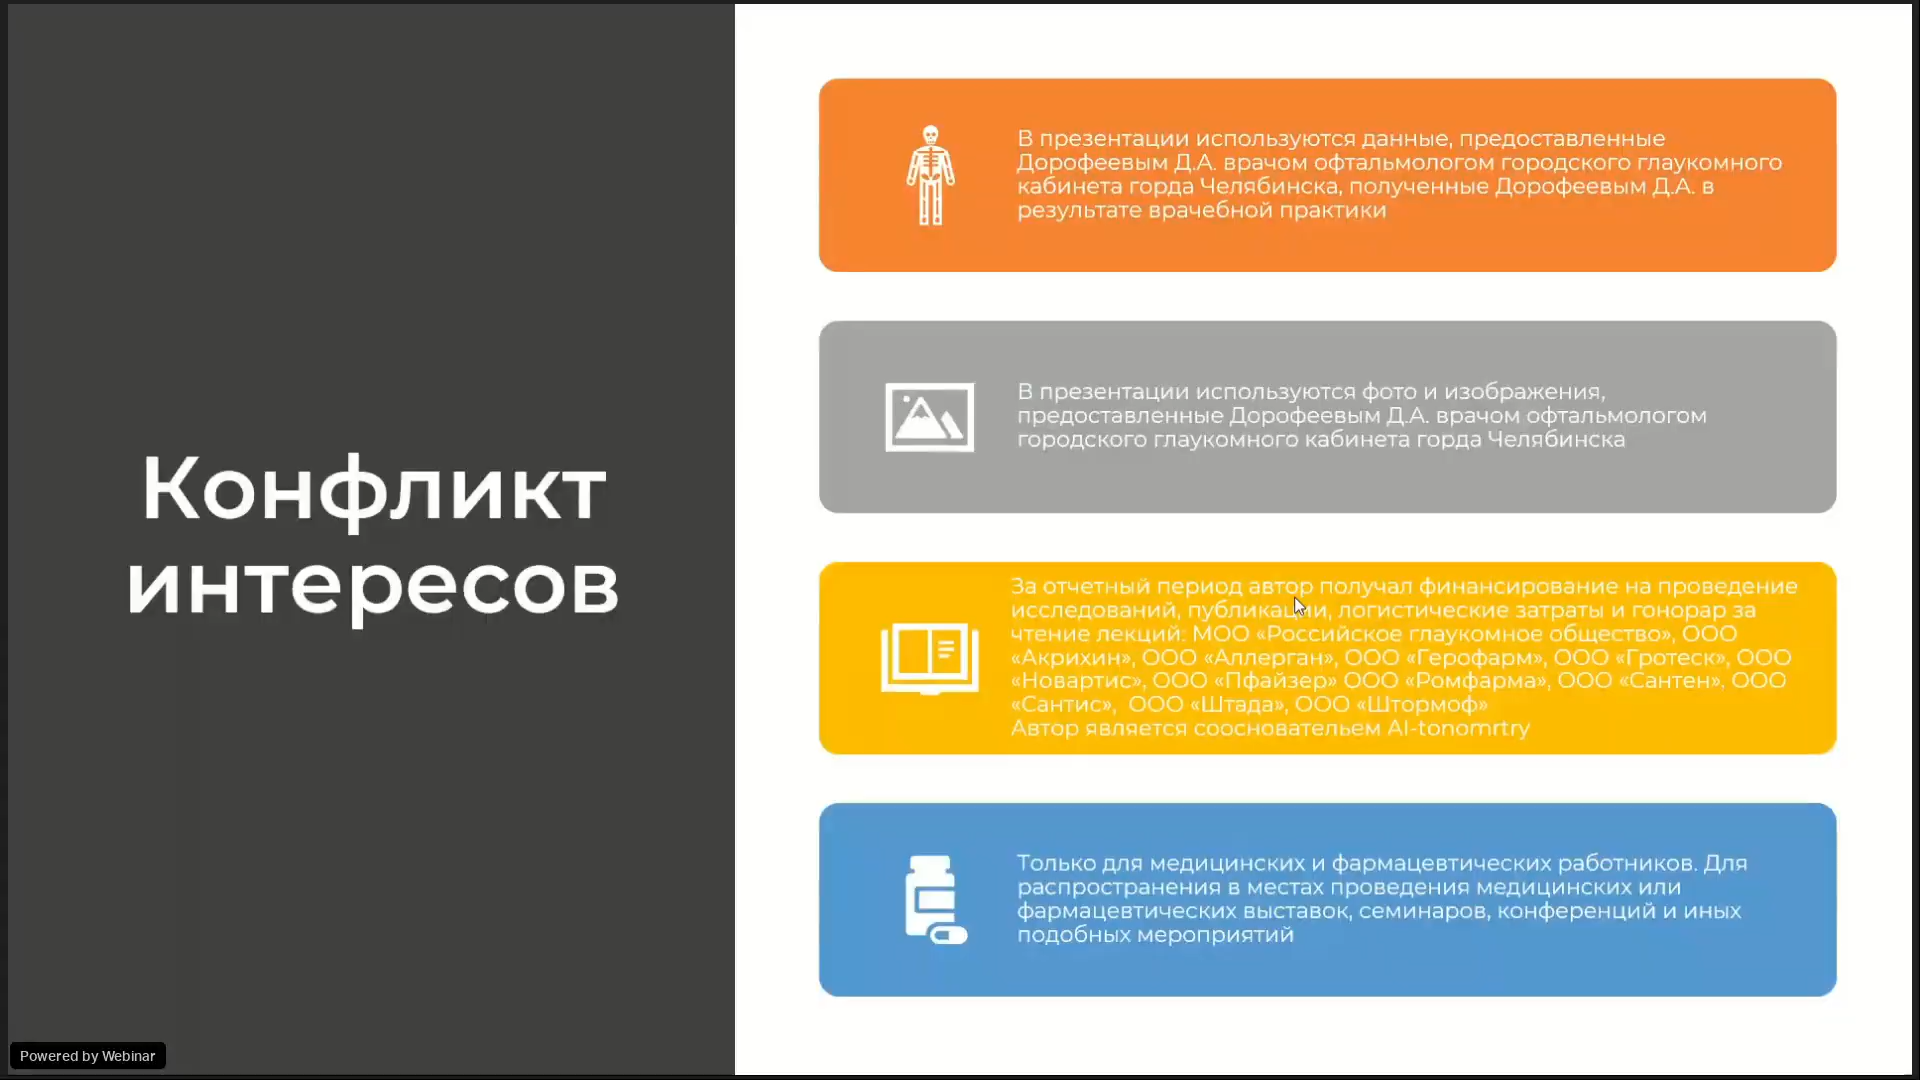 Конфликт
интересов
В презентации используются данные, предоставленные
Дорофеевым Д.А. врачом офтальмологом городского глаукомного
кабинета горда Челябинска, полученные Дорофеевым Д.А. в
результате врачебной практики
В презентации используются фото и изображения,
предоставленные Дорофеевым Д.А. врачом офтальмологом
городского глаукомного кабинета горда Челябинска
За отчетный период автор получал финансирование на проведение
исследований, публикации, логистические затраты и гонорар за
чтение лекций: МОО «Российское глаукомное общество», ООО
«Акрихин», ООО «Аллерган», ООО «Герофарм», ООО «Гротеск», ООО
«Новартис», ООО «Пфайзер» ООО «Ромфарма», ООО «Сантен». ООО
«Сантис»,  ООО «Штада», ООО «Штормоф»
Автор является сооснователем AI-tonomrtry
Только для медицинских и фармацевтических работников. Для
распространения в местах проведения медицинских или
фармацевтических выставок, семинаров, конференций и иных
подобных мероприятий
Powered by Webinar